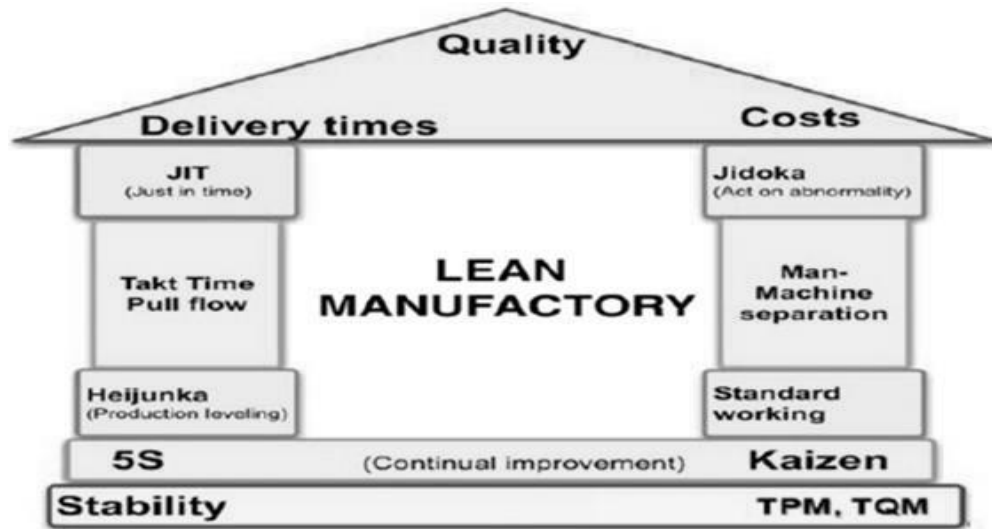 Quality
Delivery times
Costs
JIT
(Just in time)
Jidoka
(Act on abnormality)
Takt Time
Pull flow
LEAN
MANUFACTORY
Man-
Machine
separation
Heijunka
(Production leveling)
Standard
working
5S (Continual improvement) Kaizen
Stability TPM, TQM